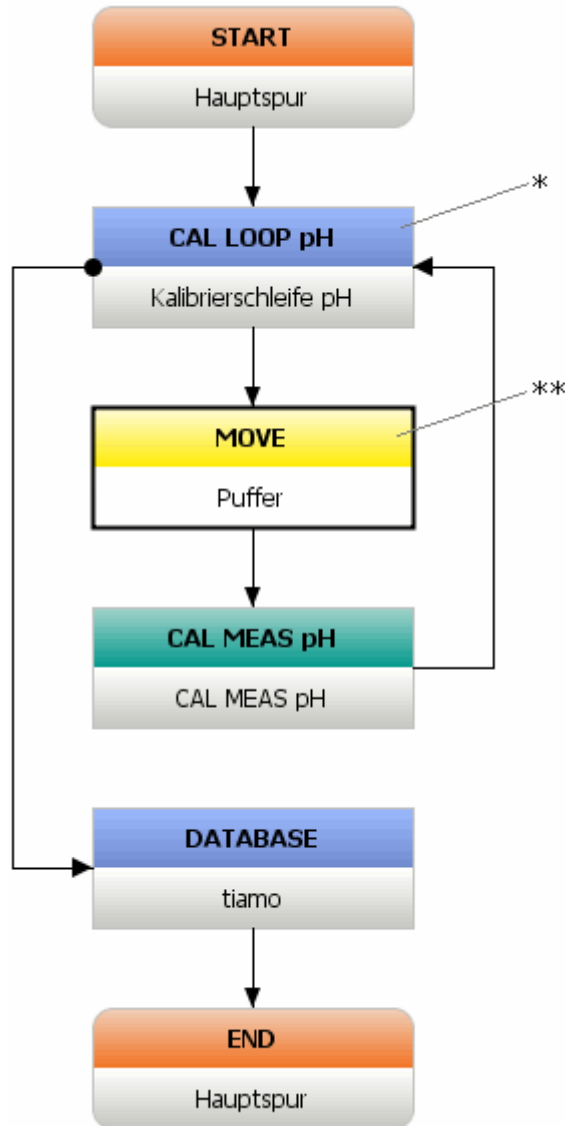 START
Hauptspur
*
CAL LOOP pH
Kalibrierschleife pH
**
MOVE
Puffer
CAL MEAS pH
CAL MEAS pH
DATABASE
tiamo
END
Hauptspur